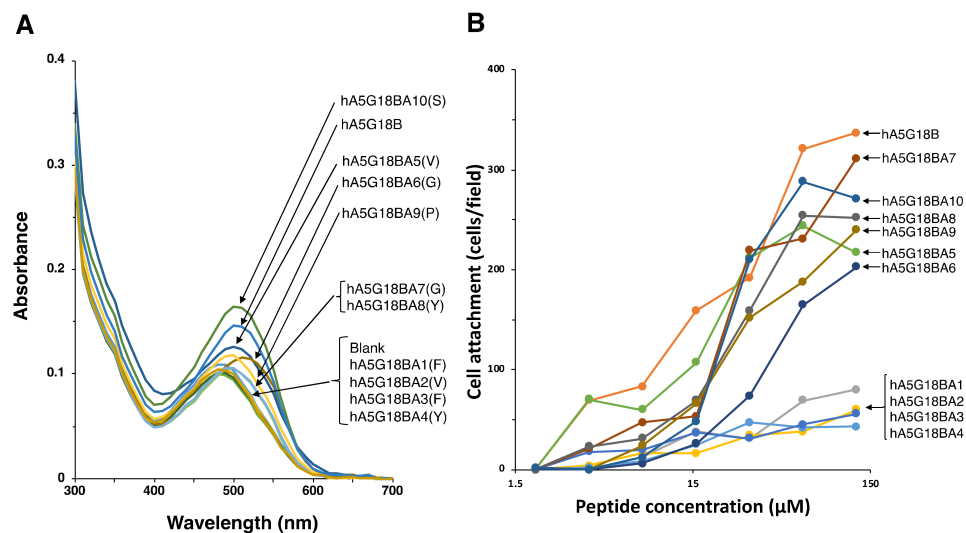 A
0.4
0.3
0.2
0.1
0
300
400
500
600
700
Absorbance
Wavelength (nm)
hA5G18BA10(S)
hA5G18B
hA5G18BA5(V)
hA5G18BA6(G)
hA5G18BA9(P)
hA5G18BA7(G)
hA5G18BA8(Y)
Blank
hA5G18BA1(F)
hA5G18BA2(V)
hA5G18BA3(F)
hA5G18BA4(Y)
B
400
300
200
100
0
1.5
15
150
Cell attachment (cells/field)
Peptide concentration (μM)
hA5G18B
hA5G18BA7
hA5G18BA10
hA5G18BA8
hA5G18BA9
hA5G18BA5
hA5G18BA6
hA5G18BA1
hA5G18BA2
hA5G18BA3
hA5G18BA4